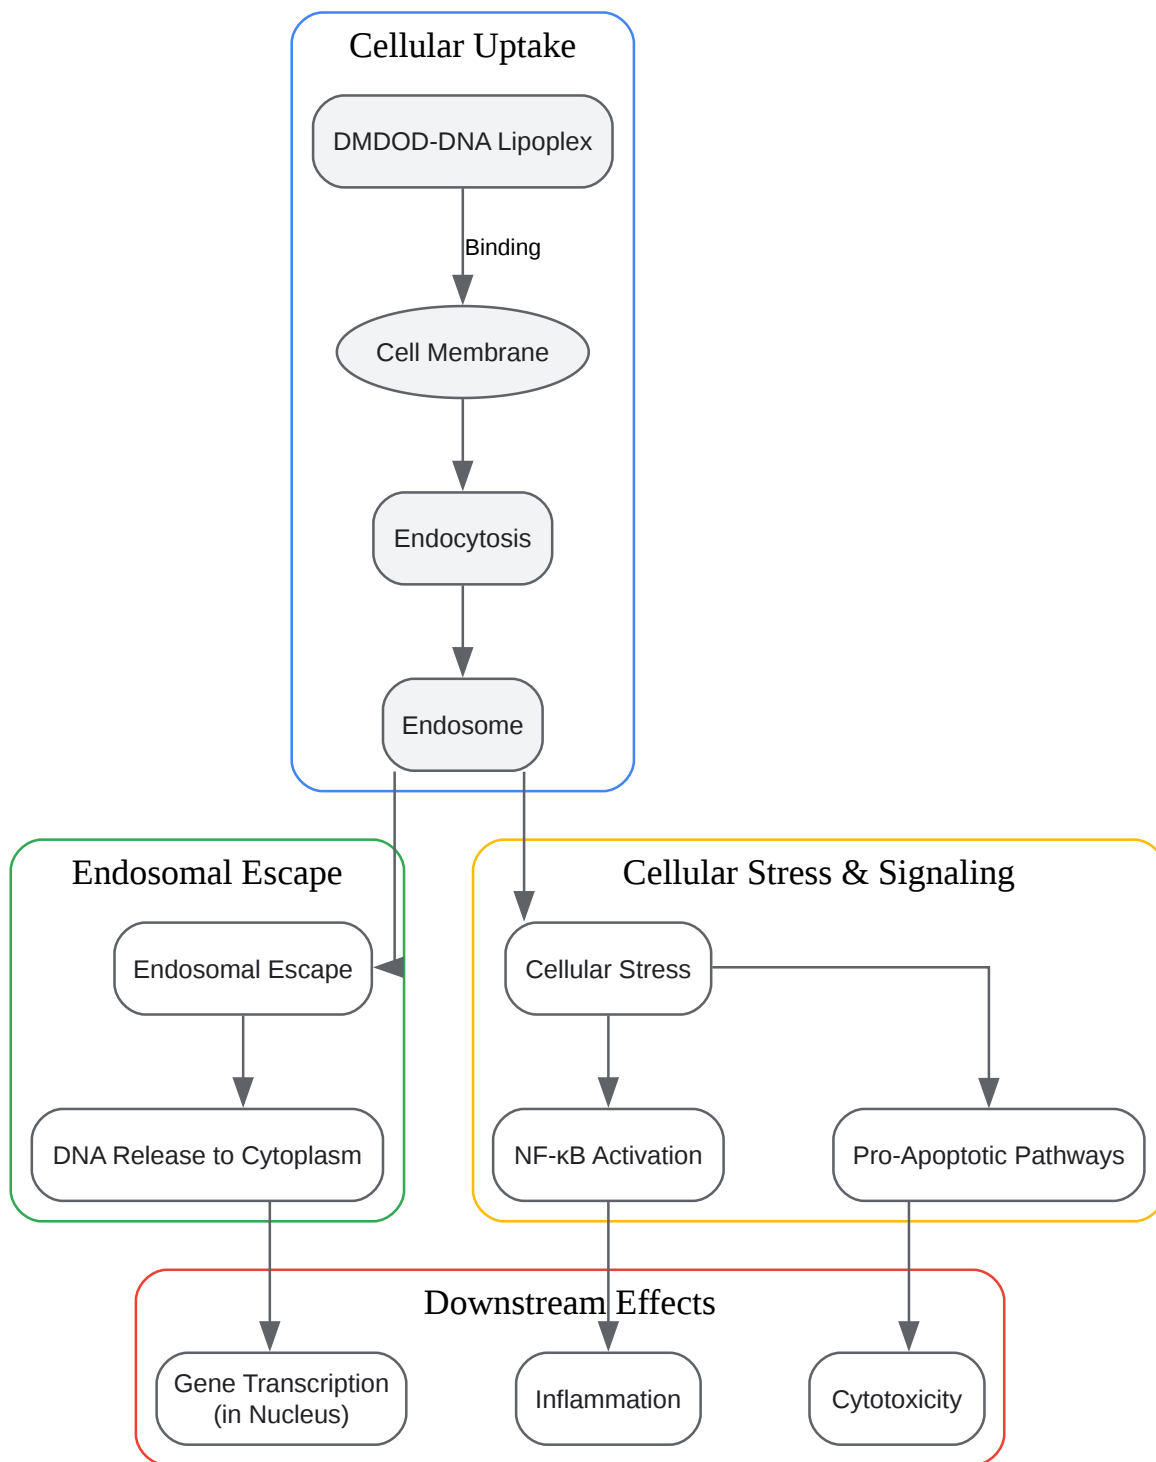 Cellular Uptake
DMDOD-DNA Lipoplex
Binding
Cell Membrane
Endocytosis
Endosome
Endosomal Escape
Endosomal Escape
DNA Release to Cytoplasm
Cellular Stress & Signaling
Cellular Stress
NF-κB Activation
Pro-Apoptotic Pathways
Downstream Effects
Gene Transcription
(in Nucleus)
Inflammation
Cytotoxicity